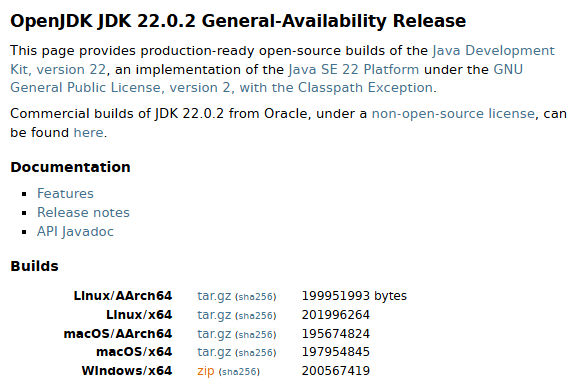 OpenJDK JDK 22.0.2 General-Availability Release
This page provides production-ready open-source builds of the Java Development
Kit, version 22, an implementation of the Java SE 22 Platform under the GNU
General Public License, version 2, with the Classpath Exception.
Commercial builds of JDK 22.0.2 from Oracle, under a non-open-source license, can
be found here.
Documentation
Features
Release notes
API Javadoc
Builds
Linux/AArch64 tar.gz (sha256) 199951993 bytes
Linux/x64 tar.gz (sha256) 201996264
macOS/AArch64 tar.gz (sha256) 195674824
macOS/x64 tar.gz (sha256) 197954845
Windows/x64 zip (sha256) 200567419